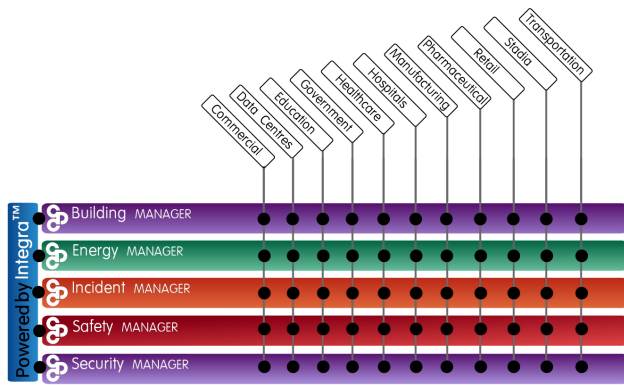 Commercial
Data Centres
Education
Government
Healthcare
Hospitals
Manufacturing
Pharmaceutical
Retail
Stadia
Transportation
Powered by Integra™
Building MANAGER
Energy MANAGER
Incident MANAGER
Safety MANAGER
Security MANAGER